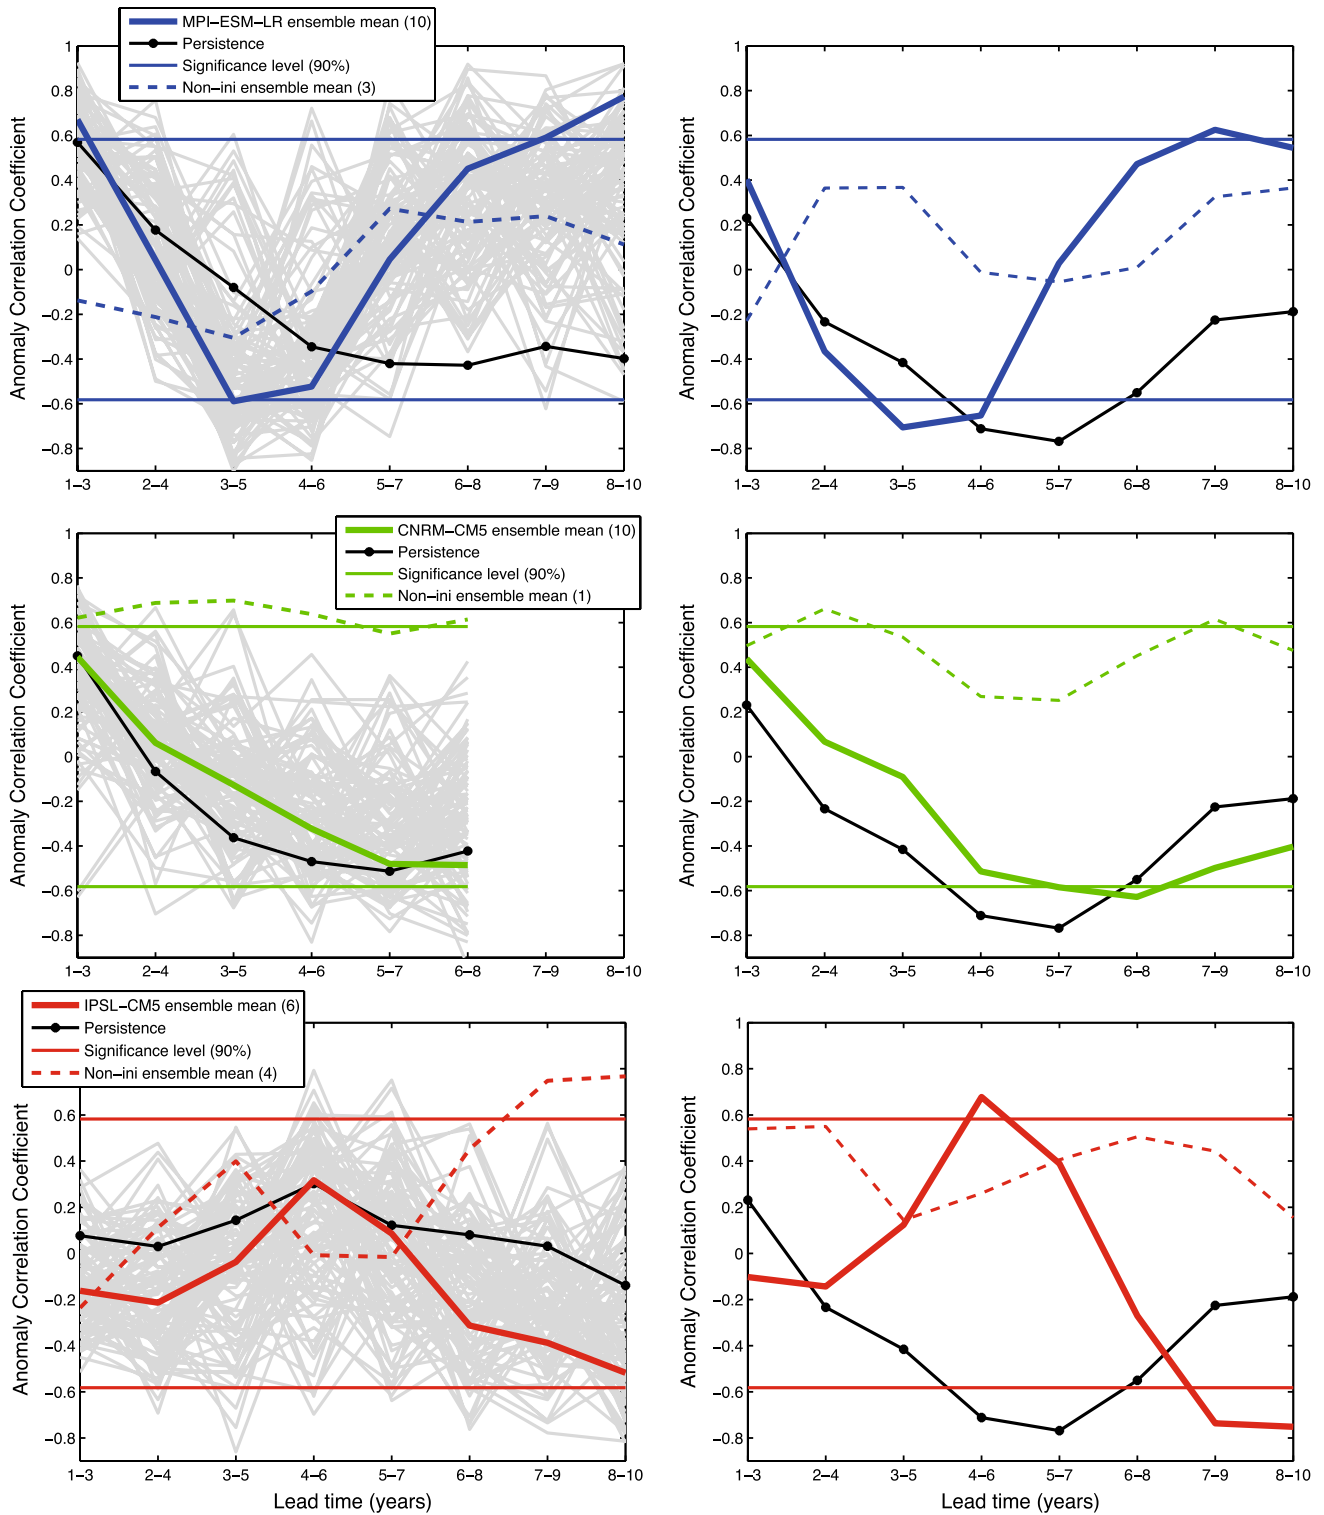 MPI−ESM−LR ensemble mean (10)
Persistence
Significance level (90%)
Non−ini ensemble mean (3)
Anomaly Correlation Coefficient
1
0.8
0.6
0.4
0.2
0
−0.2
−0.4
−0.6
−0.8
1−3 2−4 3−5 4−6 5−7 6−8 7−9 8−10
Anomaly Correlation Coefficient
1
0.8
0.6
0.4
0.2
0
−0.2
−0.4
−0.6
−0.8
1−3 2−4 3−5 4−6 5−7 6−8 7−9 8−10
CNRM−CM5 ensemble mean (10)
Persistence
Significance level (90%)
Non−ini ensemble mean (1)
Anomaly Correlation Coefficient
1
0.8
0.6
0.4
0.2
0
−0.2
−0.4
−0.6
−0.8
1−3 2−4 3−5 4−6 5−7 6−8 7−9 8−10
Anomaly Correlation Coefficient
1
0.8
0.6
0.4
0.2
0
−0.2
−0.4
−0.6
−0.8
1−3 2−4 3−5 4−6 5−7 6−8 7−9 8−10
IPSL−CM5 ensemble mean (6)
Persistence
Significance level (90%)
Non−ini ensemble mean (4)
Anomaly Correlation Coefficient
0.6
0.4
0.2
0
−0.2
−0.4
−0.6
−0.8
1−3 2−4 3−5 4−6 5−7 6−8 7−9 8−10
Lead time (years)
Anomaly Correlation Coefficient
1
0.8
0.6
0.4
0.2
0
−0.2
−0.4
−0.6
−0.8
1−3 2−4 3−5 4−6 5−7 6−8 7−9 8−10
Lead time (years)